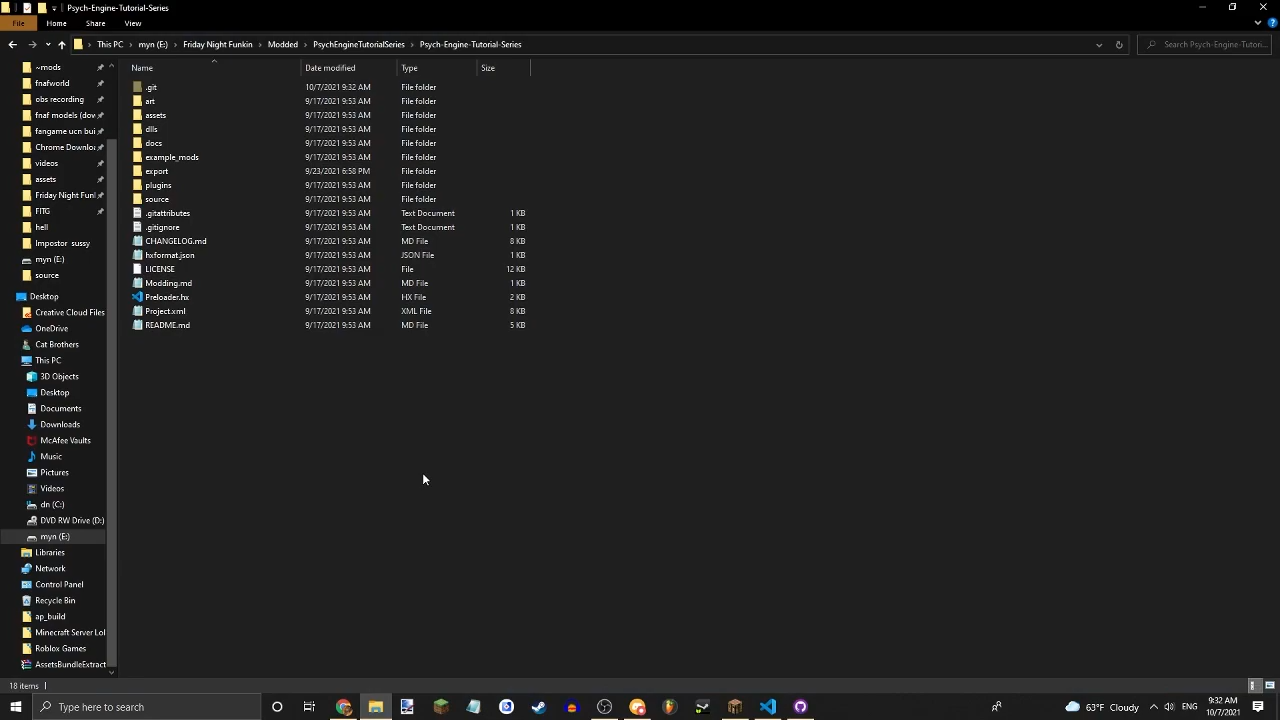 Psych-Engine-Tutorial-Series
File Home Share View
This PC myn (E:) Friday Night Funkin Modded PsychEngineTutorialSeries Psych-Engine-Tutorial-Series
Search Psych-Engine-Tutori...
Name Date modified Type Size
~mods
fnafworld
obs recording
fnaf models (dow
fangame ucn bui
Chrome Downloa
videos
assets
Friday Night Funl
FITG
hell
Impostor_sussy
myn (E:)
source
Desktop
Creative Cloud Files
OneDrive
Cat Brothers
This PC
3D Objects
Desktop
Documents
Downloads
McAfee Vaults
Music
Pictures
Videos
dn (C:)
DVD RW Drive (D:)
myn (E:)
Libraries
Network
Control Panel
Recycle Bin
ap_build
Minecraft Server Lol
Roblox Games
AssetsBundleExtract
.git 10/7/2021 9:32 AM File folder
art 9/17/2021 9:53 AM File folder
assets 9/17/2021 9:53 AM File folder
dlls 9/17/2021 9:53 AM File folder
docs 9/17/2021 9:53 AM File folder
example_mods 9/17/2021 9:53 AM File folder
export 9/23/2021 6:58 PM File folder
plugins 9/17/2021 9:53 AM File folder
source 9/17/2021 9:53 AM File folder
.gitattributes 9/17/2021 9:53 AM Text Document 1 KB
.gitignore 9/17/2021 9:53 AM Text Document 1 KB
CHANGELOG.md 9/17/2021 9:53 AM MD File 8 KB
hxformat.json 9/17/2021 9:53 AM JSON File 1 KB
LICENSE 9/17/2021 9:53 AM File 12 KB
Modding.md 9/17/2021 9:53 AM MD File 1 KB
Preloader.hx 9/17/2021 9:53 AM HX File 2 KB
Project.xml 9/17/2021 9:53 AM XML File 8 KB
README.md 9/17/2021 9:53 AM MD File 5 KB
18 items
Type here to search
63°F Cloudy
ENG
9:32 AM
10/7/2021